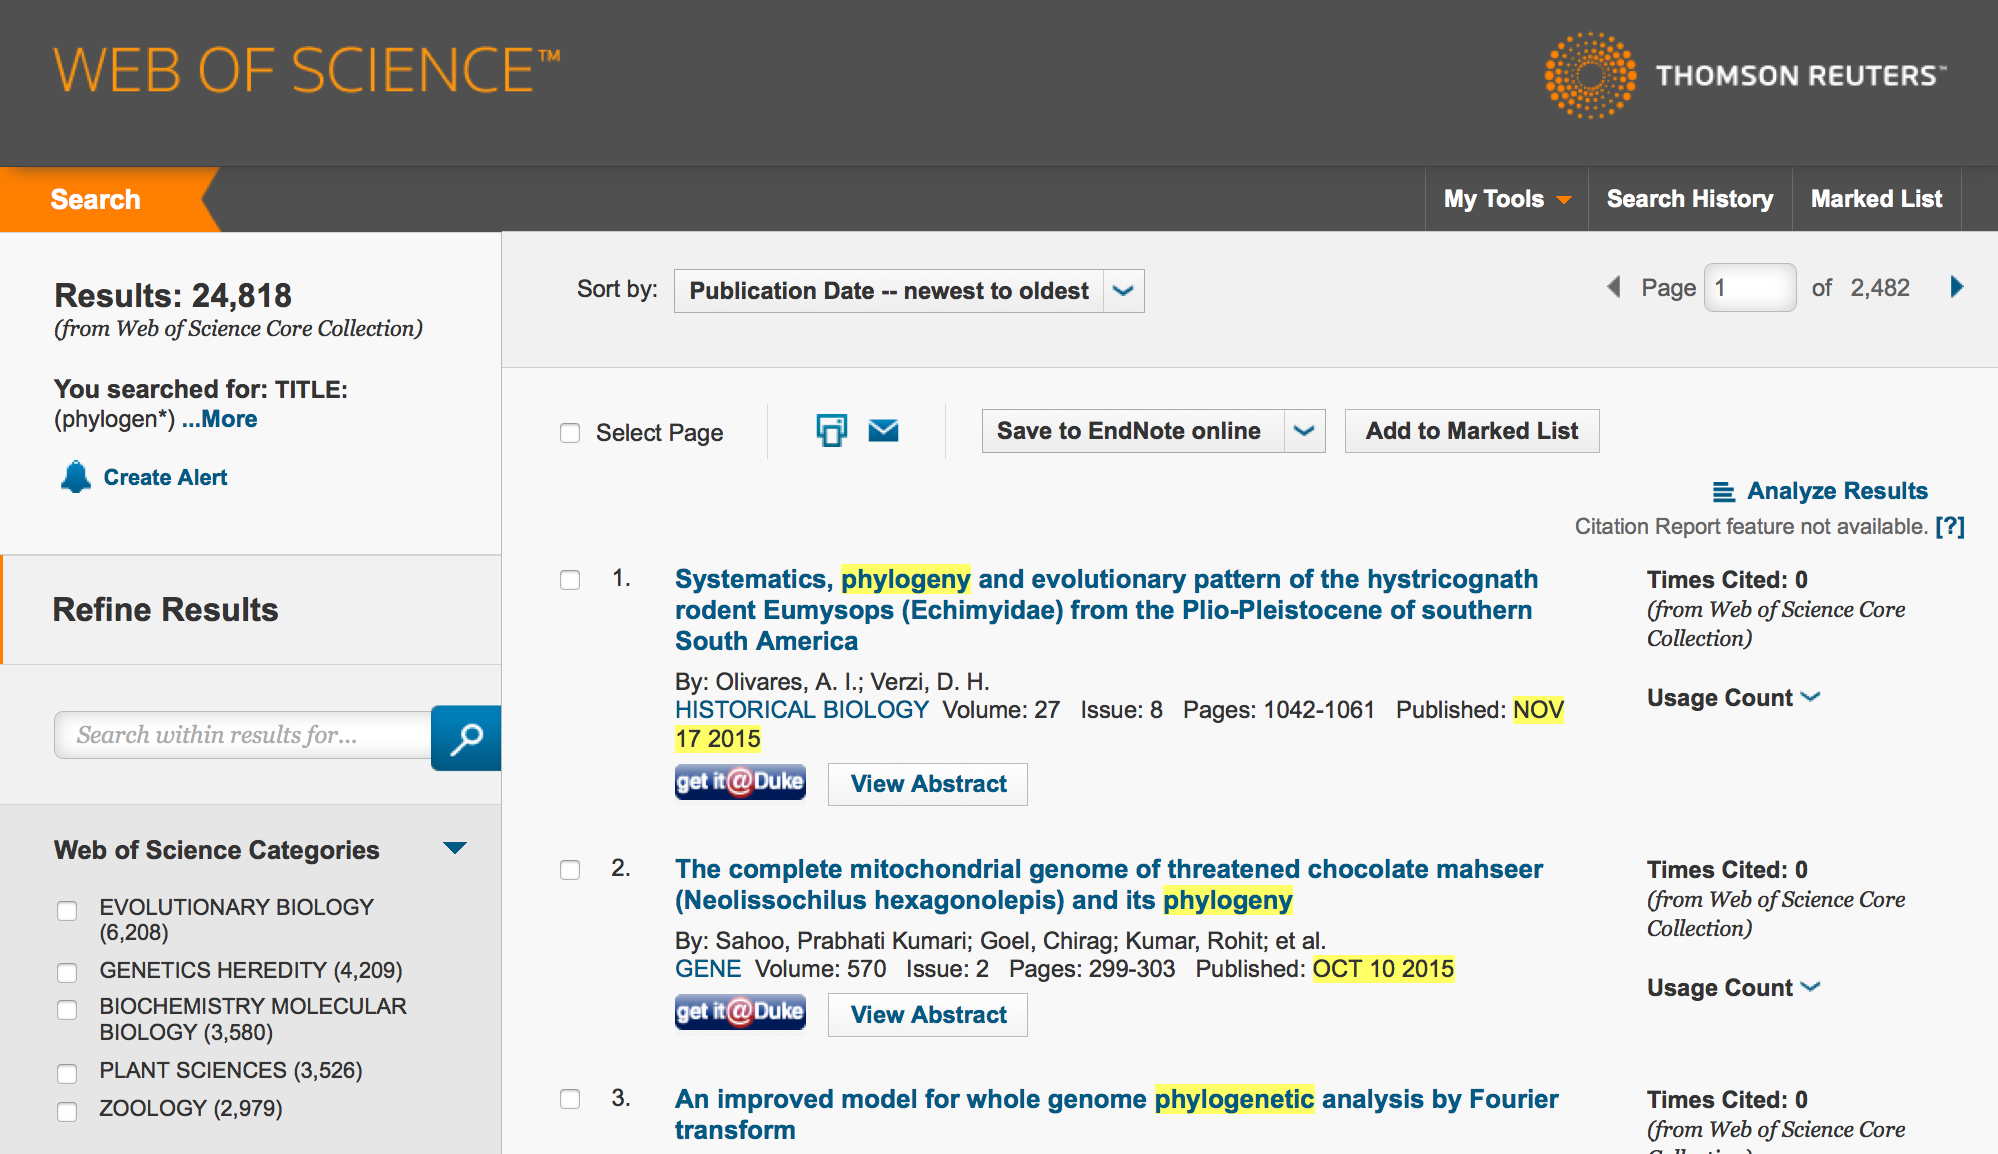 WEB OF SCIENCE™
THOMSON REUTERS™
Search
My Tools
Search History
Marked List
Results: 24,818
(from Web of Science Core Collection)
You searched for: TITLE:
(phylogen*) ...More
Create Alert
Refine Results
Search within results for...
Web of Science Categories
EVOLUTIONARY BIOLOGY
(6,208)
GENETICS HEREDITY (4,209)
BIOCHEMISTRY MOLECULAR
BIOLOGY (3,580)
PLANT SCIENCES (3,526)
ZOOLOGY (2,979)
Sort by: Publication Date -- newest to oldest
Page 1 of 2,482
Select Page
Save to EndNote online
Add to Marked List
Analyze Results
Citation Report feature not available. [?]
1. Systematics, phylogeny and evolutionary pattern of the hystricognath
rodent Eumysops (Echimyidae) from the Plio-Pleistocene of southern
South America
By: Olivares, A. I.; Verzi, D. H.
HISTORICAL BIOLOGY Volume: 27 Issue: 8 Pages: 1042-1061 Published: NOV
17 2015
get it@Duke
View Abstract
Times Cited: 0
(from Web of Science Core
Collection)
Usage Count
2. The complete mitochondrial genome of threatened chocolate mahseer
(Neolissochilus hexagonolepis) and its phylogeny
By: Sahoo, Prabhati Kumari; Goel, Chirag; Kumar, Rohit; et al.
GENE Volume: 570 Issue: 2 Pages: 299-303 Published: OCT 10 2015
get it@Duke
View Abstract
Times Cited: 0
(from Web of Science Core
Collection)
Usage Count
3. An improved model for whole genome phylogenetic analysis by Fourier
transform
Times Cited: 0
(from Web of Science Core